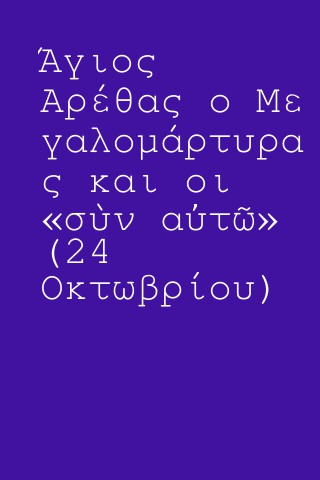 Άγιος
Αρέθας ο Με
γαλομάρτυρα
ς και οι
«σὺν αὐτῷ»
(24
Οκτωβρίου)